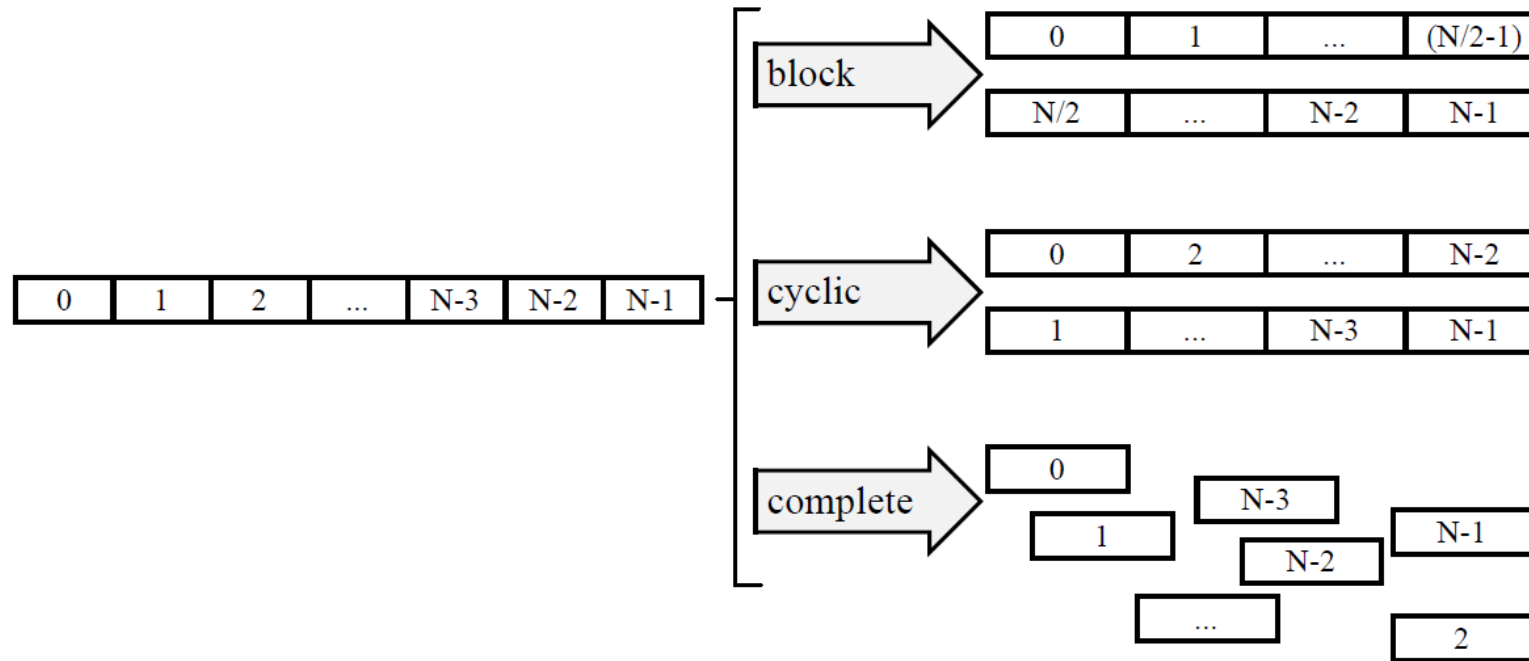 0 1 2 ... N-3 N-2 N-1
block
0 1 ... (N/2-1)
N/2 ... N-2 N-1
cyclic
0 2 ... N-2
1 ... N-3 N-1
complete
0
N-3
1
N-1
N-2
...
2